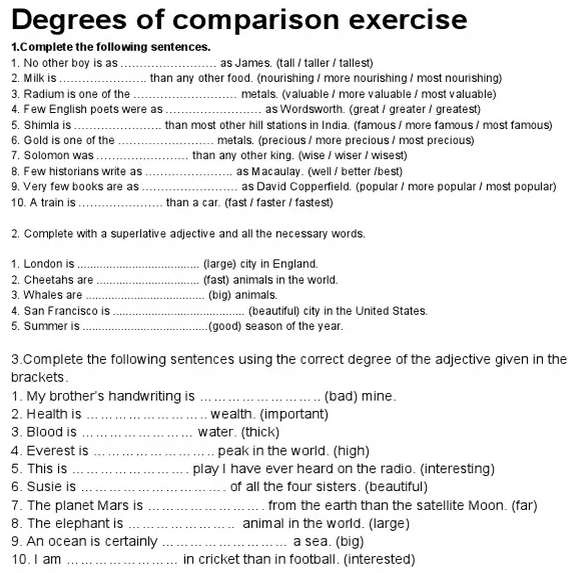 Degrees of comparison exercise
1.Complete the following sentences.
1. No other boy is as ............................ as James. (tall / taller / tallest)
2. Milk is ......................... than any other food. (nourishing / more nourishing / most nourishing)
3. Radium is one of the .............................. metals. (valuable / more valuable / most valuable)
4. Few English poets were as ............................ as Wordsworth. (great / greater / greatest)
5. Shimla is ......................... than most other hill stations in India. (famous / more famous / most famous)
6. Gold is one of the ............................ metals. (precious / more precious / most precious)
7. Solomon was .......................... than any other king. (wise / wiser / wisest)
8. Few historians write as ......................... as Macaulay. (well / better /best)
9. Very few books are as ............................ as David Copperfield. (popular / more popular / most popular)
10. A train is ........................ than a car. (fast / faster / fastest)
2. Complete with a superlative adjective and all the necessary words.
1. London is ...................................... (large) city in England.
2. Cheetahs are ................................. (fast) animals in the world.
3. Whales are ..................................... (big) animals.
4. San Francisco is ......................................... (beautiful) city in the United States.
5. Summer is .......................................(good) season of the year.
3.Complete the following sentences using the correct degree of the adjective given in the
brackets.
1. My brother's handwriting is ................................. (bad) mine.
2. Health is ................................. wealth. (important)
3. Blood is .............................. water. (thick)
4. Everest is ................................. peak in the world. (high)
5. This is ................................ play I have ever heard on the radio. (interesting)
6. Susie is ....................................... of all the four sisters. (beautiful)
7. The planet Mars is ................................ from the earth than the satellite Moon. (far)
8. The elephant is ................................. animal in the world. (large)
9. An ocean is certainly .................................. a sea. (big)
10. I am .............................. in cricket than in football. (interested)